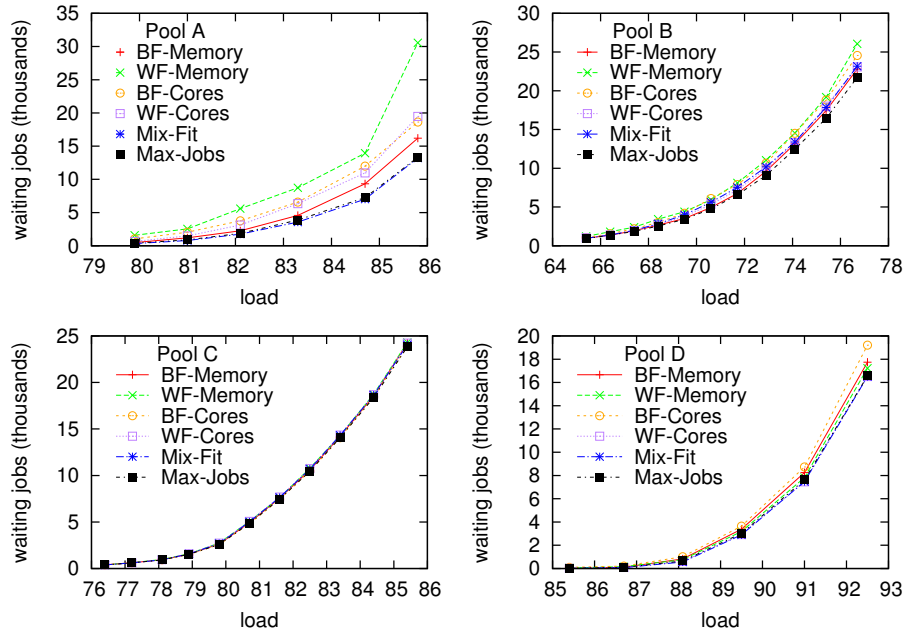 Pool A
BF-Memory
WF-Memory
BF-Cores
WF-Cores
Mix-Fit
Max-Jobs
waiting jobs (thousands)
35
30
25
20
15
10
5
0
79 80 81 82 83 84 85 86
load
Pool B
BF-Memory
WF-Memory
BF-Cores
WF-Cores
Mix-Fit
Max-Jobs
waiting jobs (thousands)
30
25
20
15
10
5
0
64 66 68 70 72 74 76 78
load
Pool C
BF-Memory
WF-Memory
BF-Cores
WF-Cores
Mix-Fit
Max-Jobs
waiting jobs (thousands)
25
20
15
10
5
0
76 77 78 79 80 81 82 83 84 85 86
load
Pool D
BF-Memory
WF-Memory
BF-Cores
WF-Cores
Mix-Fit
Max-Jobs
waiting jobs (thousands)
20
18
16
14
12
10
8
6
4
2
0
85 86 87 88 89 90 91 92 93
load